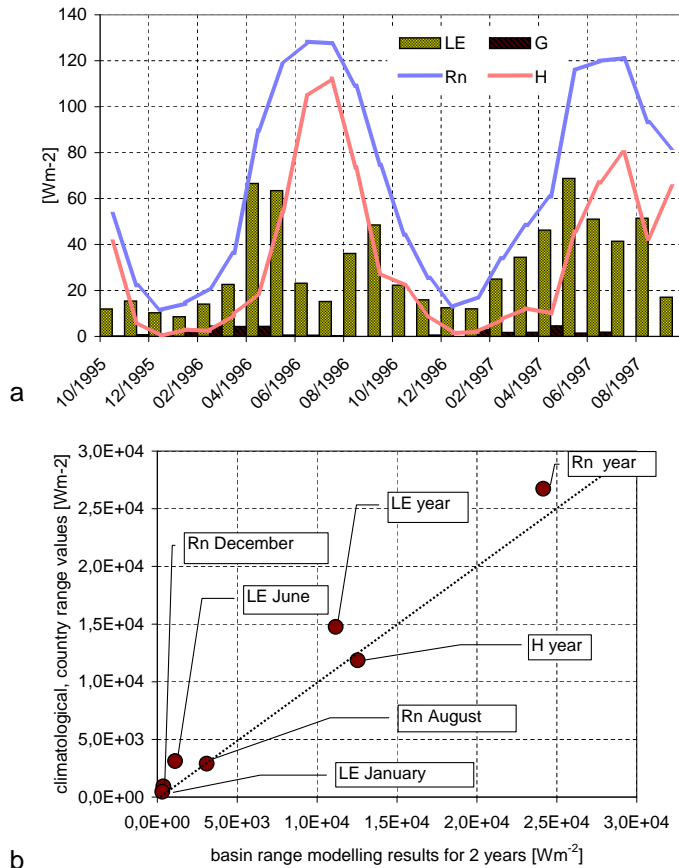 140
120
100
80
60
40
20
0
[Wm-2]
LE G
Rn H
10/1995 12/1995 02/1996 04/1996 06/1996 08/1996 10/1996 12/1996 02/1997 04/1997 06/1997 08/1997
a
3,0E+04
2,5E+04
2,0E+04
1,5E+04
1,0E+04
5,0E+03
0,0E+00
climatological, country range values [Wm-2]
Rn year
LE year
Rn December
LE June
H year
Rn August
LE January
0,0E+00 5,0E+03 1,0E+04 1,5E+04 2,0E+04 2,5E+04 3,0E+04
basin range modelling results for 2 years [Wm-2]
b